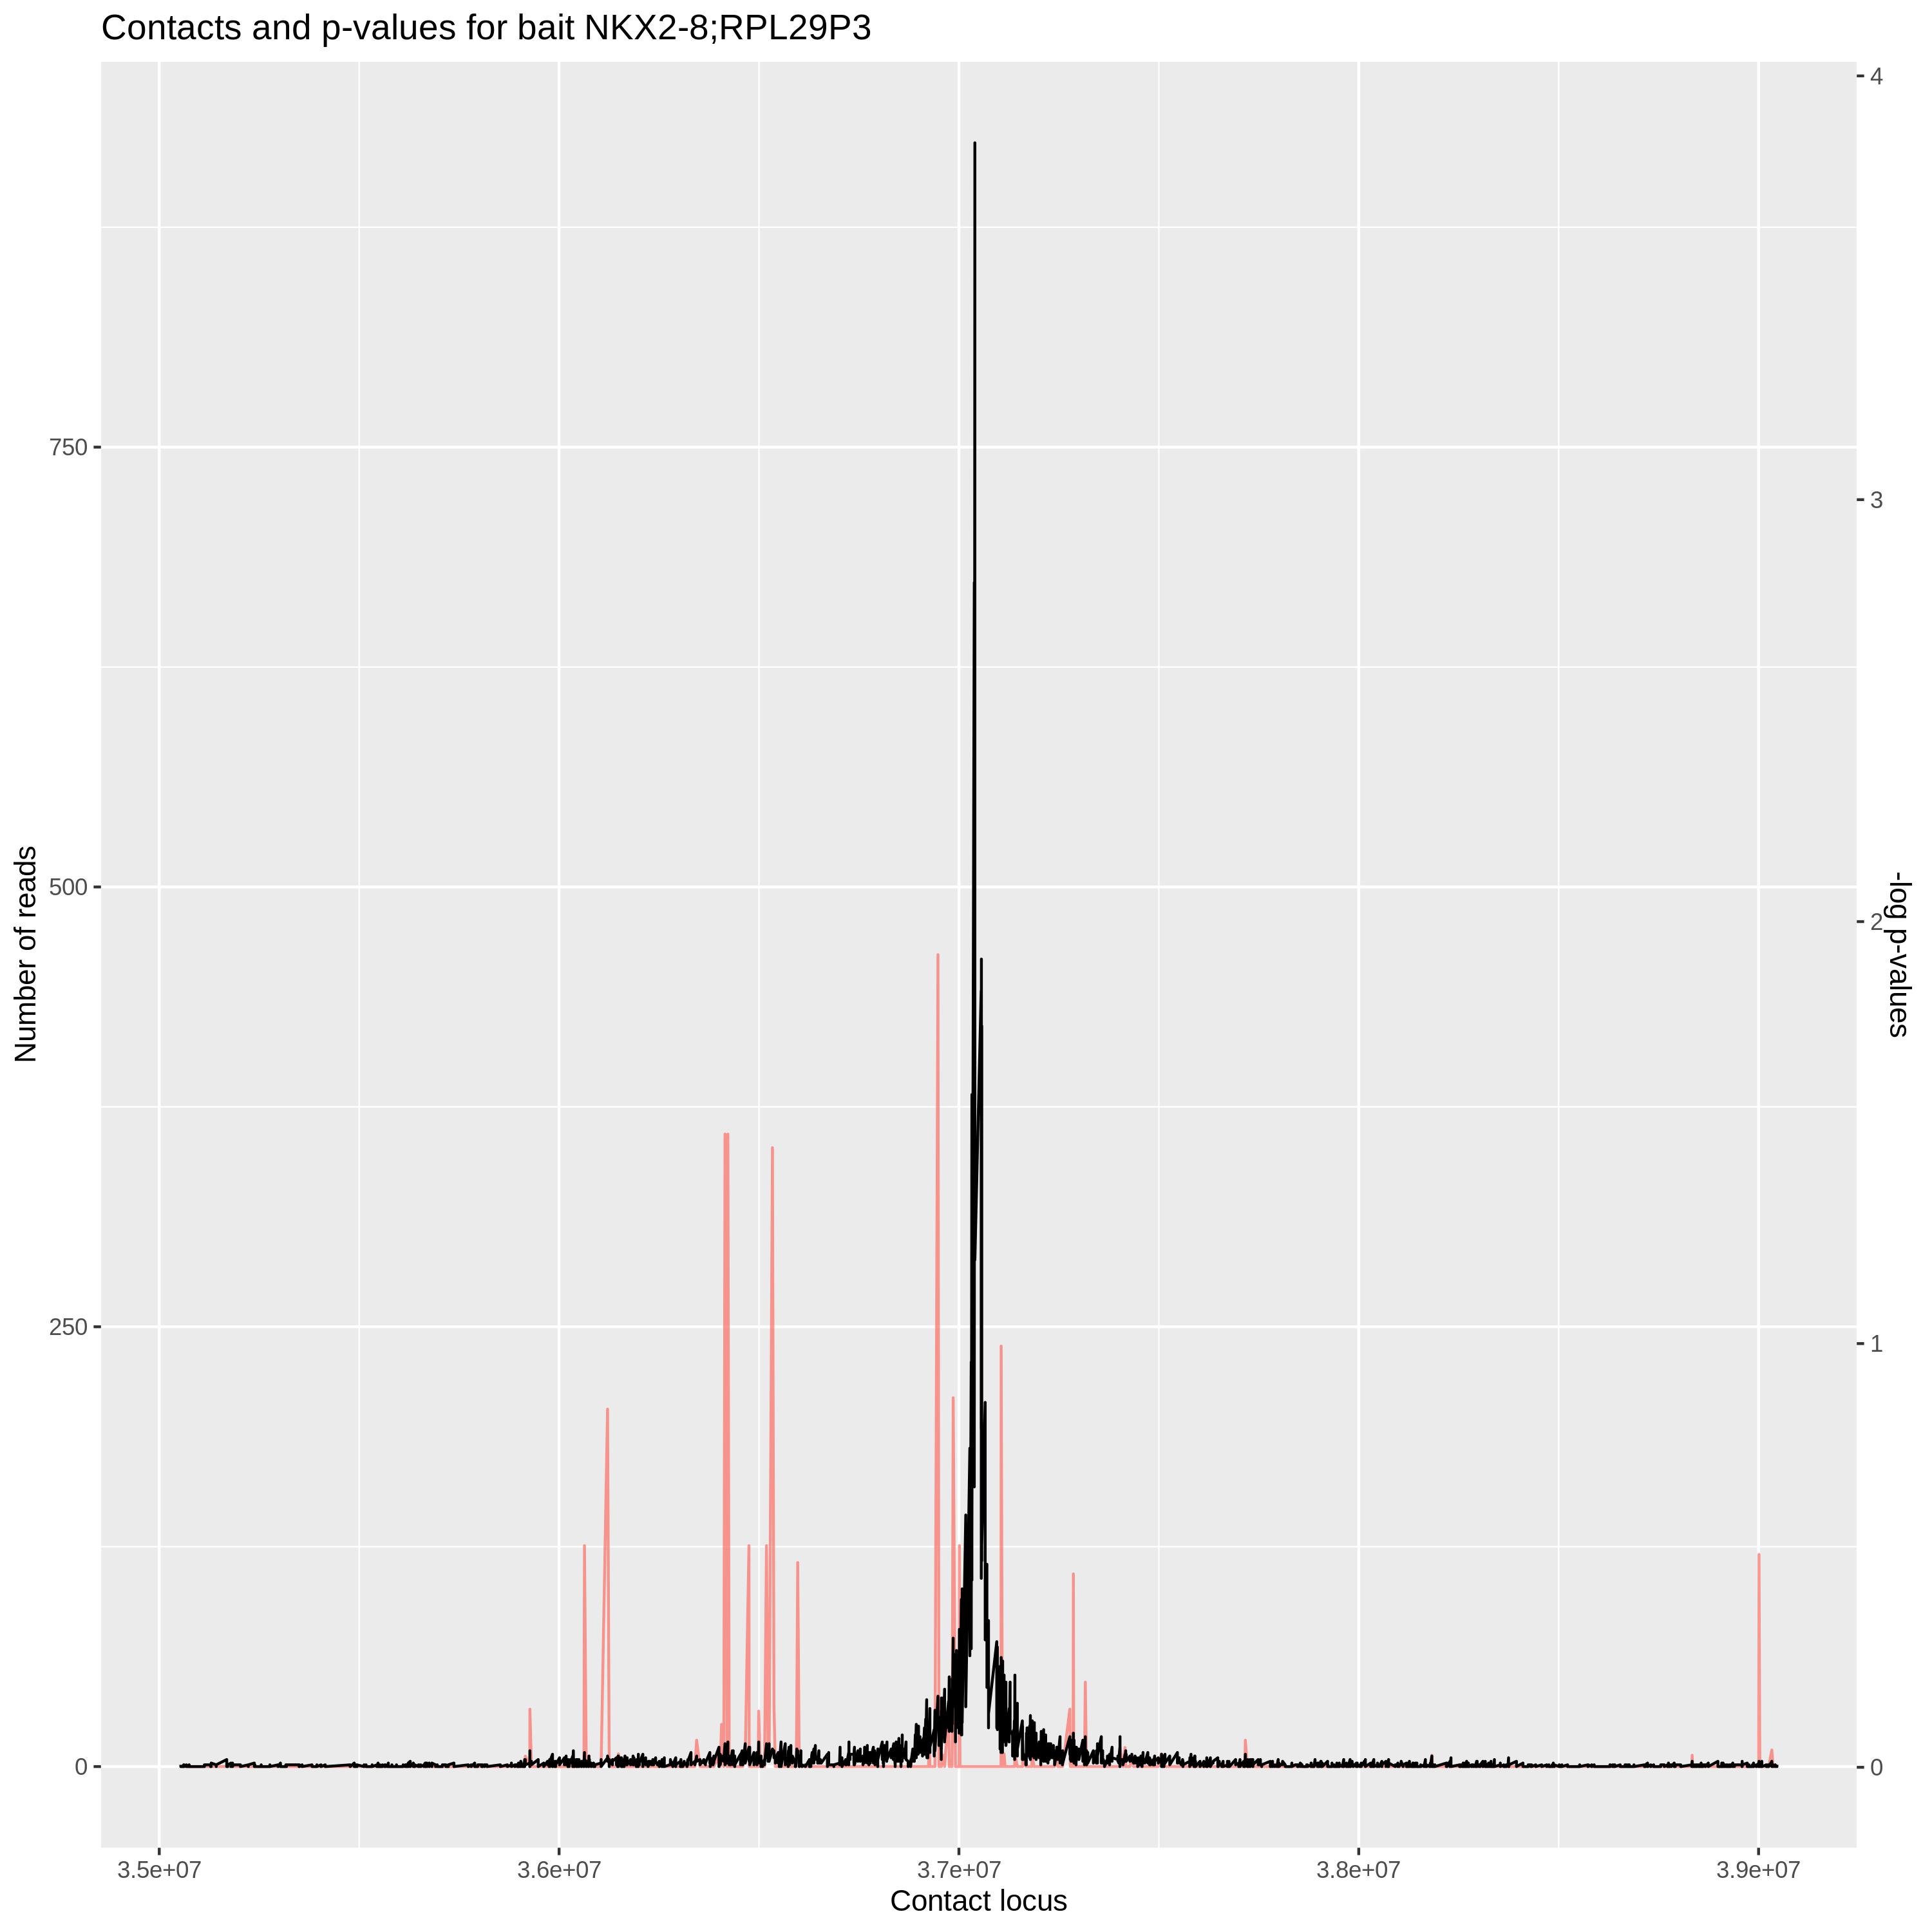 Contacts and p-values for bait NKX2-8;RPL29P3
4
750
3
Number of reads
500
2
-log p-values
250
1
0
0
3.5e+07
3.6e+07
3.7e+07
3.8e+07
3.9e+07
Contact locus